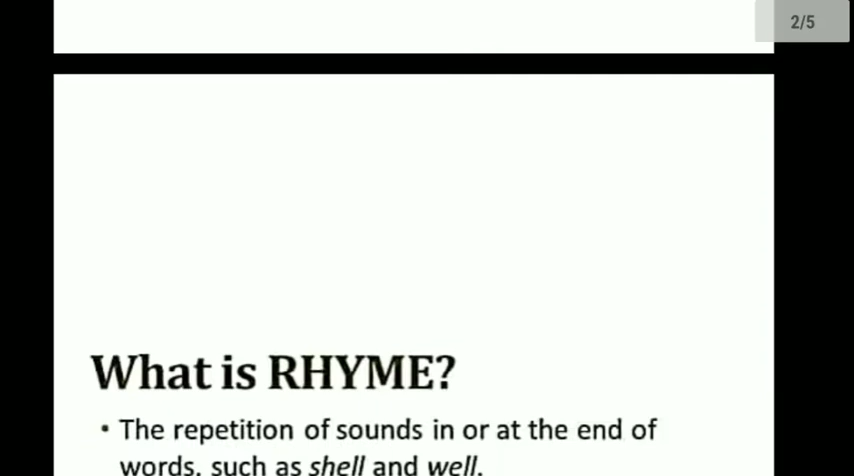 2/5
What is RHYME?
• The repetition of sounds in or at the end of
words, such as shell and well.